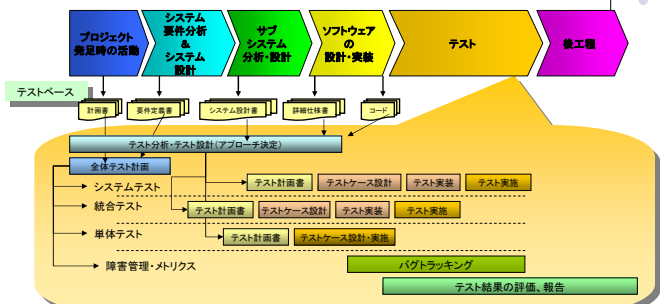 プロジェクト
発足時の活動
システム
要件分析
&
システム
設計
サブ
システム
分析・設計
ソフトウェア
の
設計・実装
テスト
後工程
テストベース
計画書
要件定義書
システム設計書
詳細仕様書
コード
テスト分析・テスト設計(アプローチ決定)
全体テスト計画
システムテスト
テスト計画書
テストケース設計
テスト実装
テスト実施
統合テスト
テスト計画書
テストケース設計
テスト実装
テスト実施
単体テスト
テスト計画書
テストケース設計・実施
障害管理・メトリクス
バグトラッキング
テスト結果の評価、報告